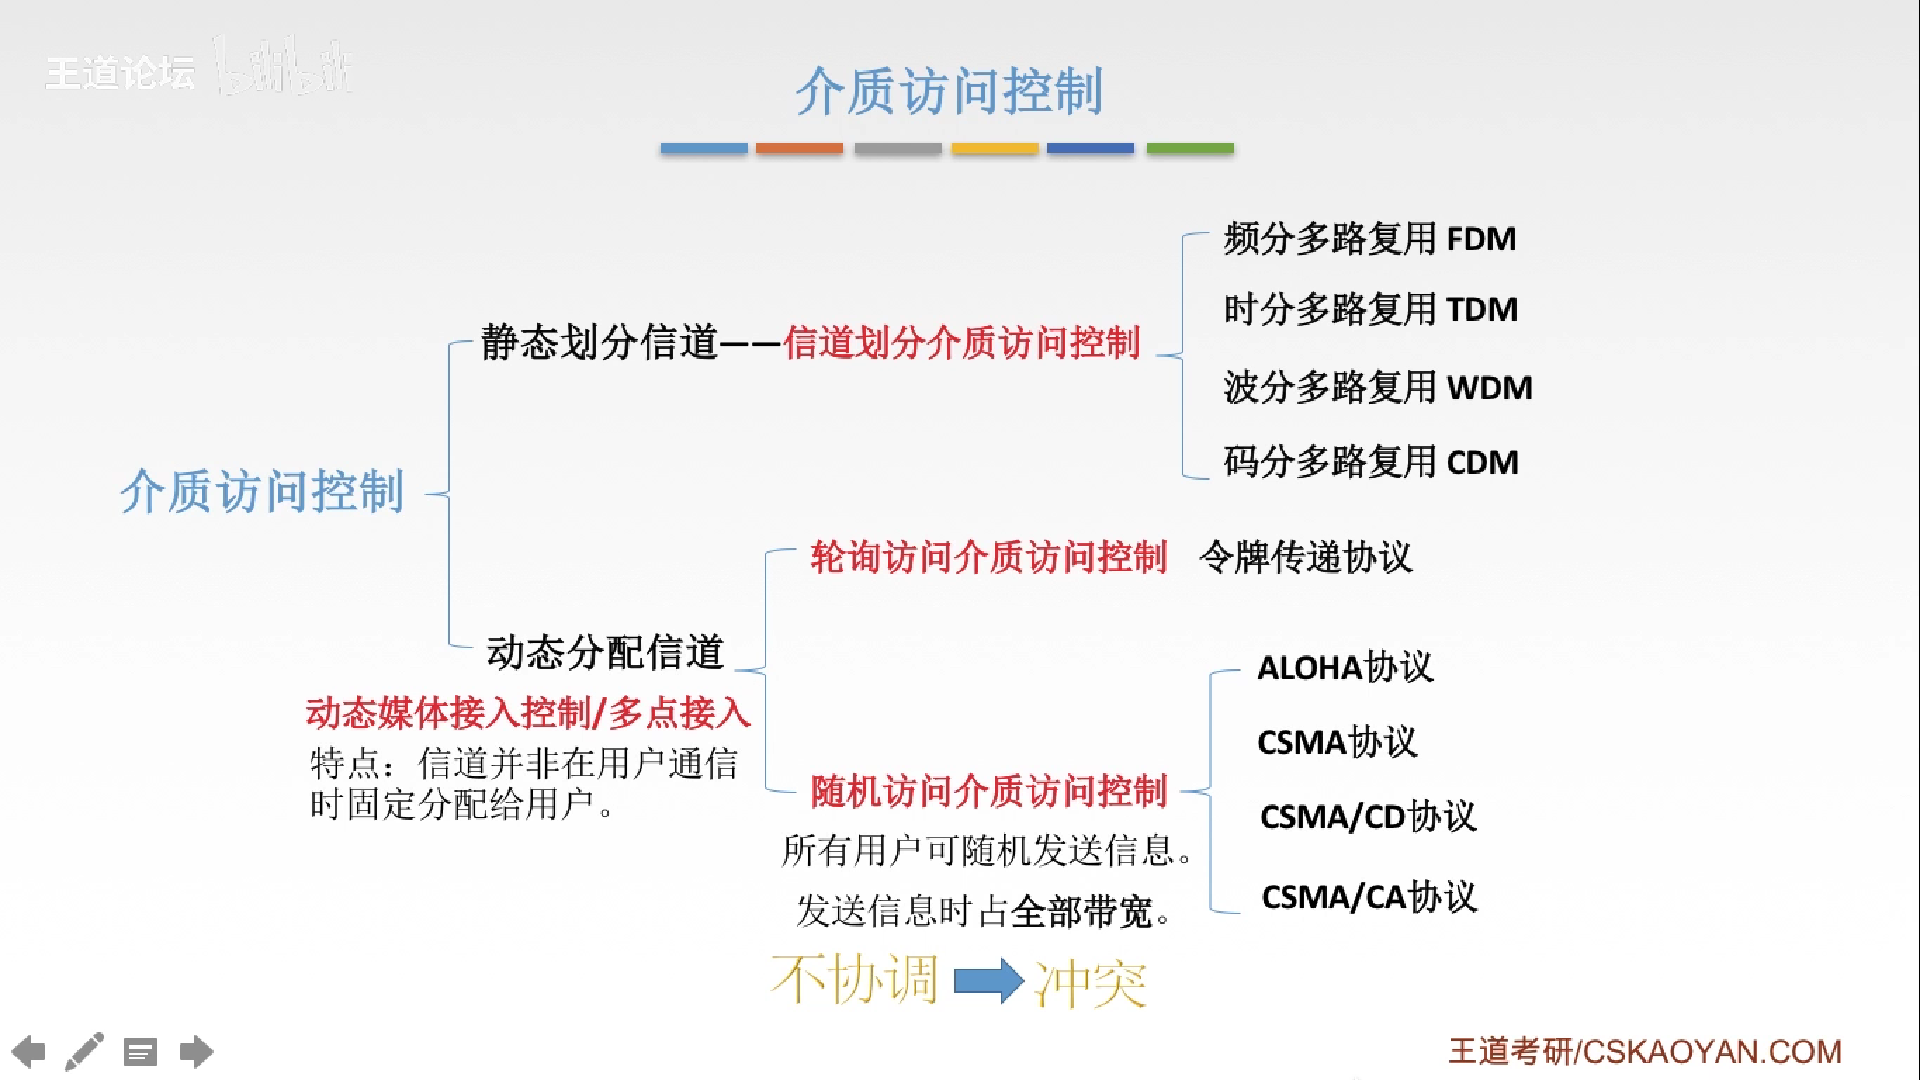 王道论坛 bilibili
介质访问控制
频分多路复用 FDM
时分多路复用 TDM
静态划分信道——信道划分介质访问控制
波分多路复用 WDM
码分多路复用 CDM
介质访问控制
轮询访问介质访问控制 令牌传递协议
动态分配信道
ALOHA协议
动态媒体接入控制/多点接入
CSMA协议
特点：信道并非在用户通信
时固定分配给用户。
随机访问介质访问控制
CSMA/CD协议
所有用户可随机发送信息。
CSMA/CA协议
发送信息时占全部带宽。
不协调 冲突
王道考研/CSKAOYAN.COM